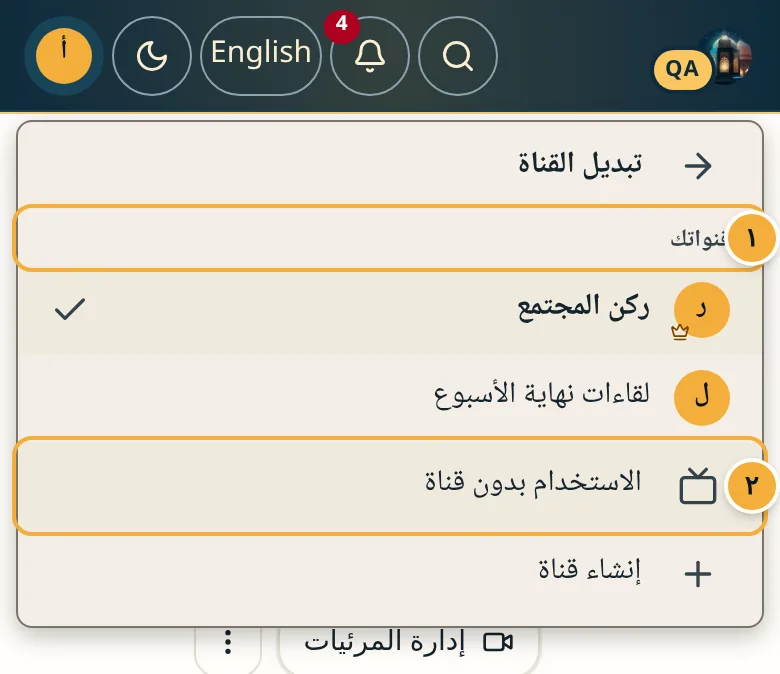 QA
4
English
أ
تبديل القناة
قنواتك
١
ر
ركن المجتمع
ل
لقاءات نهاية الأسبوع
٢
الاستخدام بدون قناة
إنشاء قناة
إدارة المرئيات